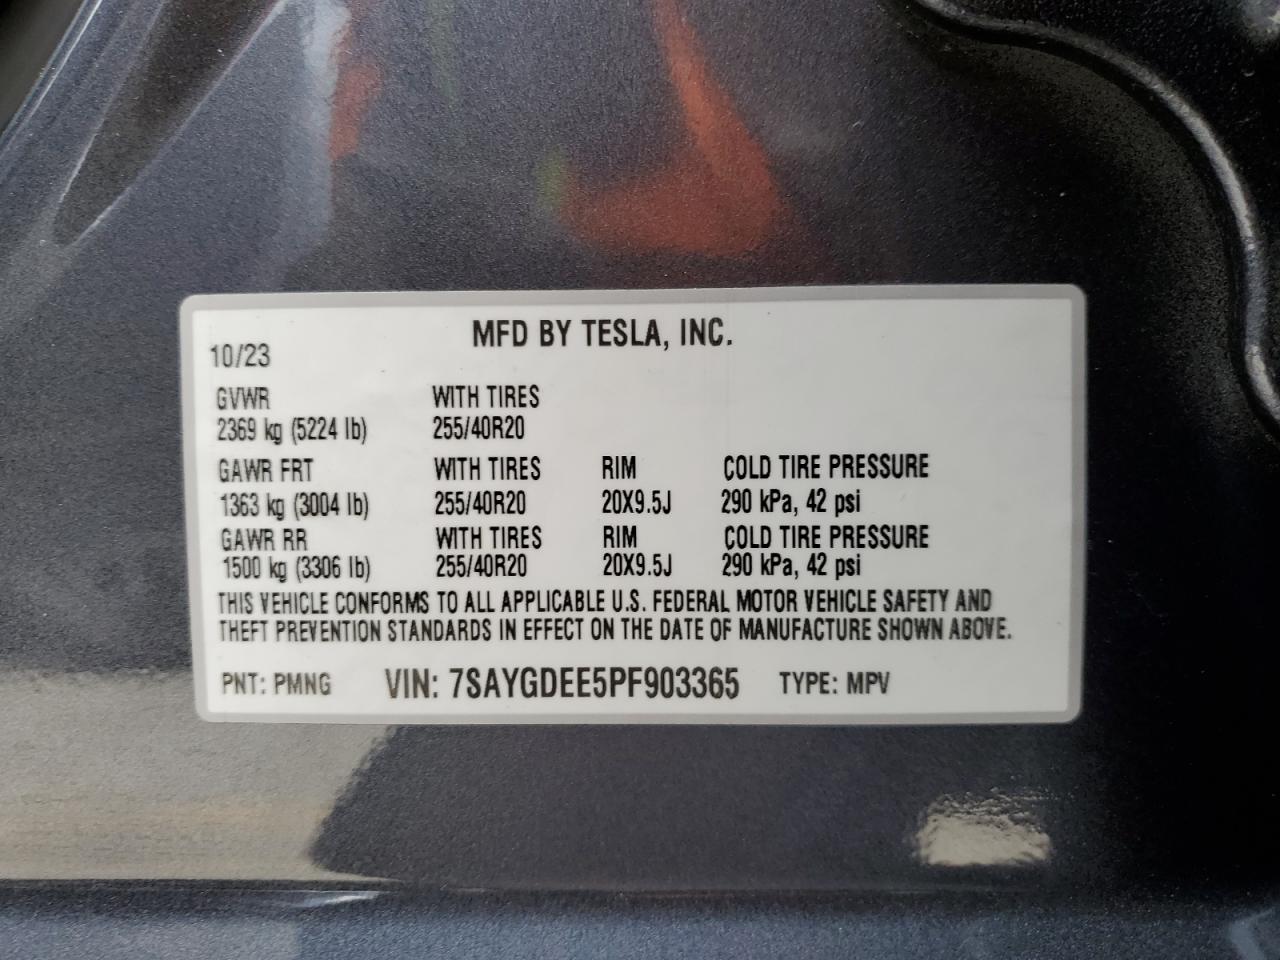 MFD BY TESLA, INC.
10/23
GVWR WITH TIRES
2369 kg (5224 lb) 255/40R20
GAWR FRT WITH TIRES RIM COLD TIRE PRESSURE
1363 kg (3004 lb) 255/40R20 20X9.5J 290 kPa, 42 psi
GAWR RR WITH TIRES RIM COLD TIRE PRESSURE
1500 kg (3306 lb) 255/40R20 20X9.5J 290 kPa, 42 psi
THIS VEHICLE CONFORMS TO ALL APPLICABLE U.S. FEDERAL MOTOR VEHICLE SAFETY AND
THEFT PREVENTION STANDARDS IN EFFECT ON THE DATE OF MANUFACTURE SHOWN ABOVE.
PNT: PMNG VIN: 7SAYGDEE5PF903365 TYPE: MPV